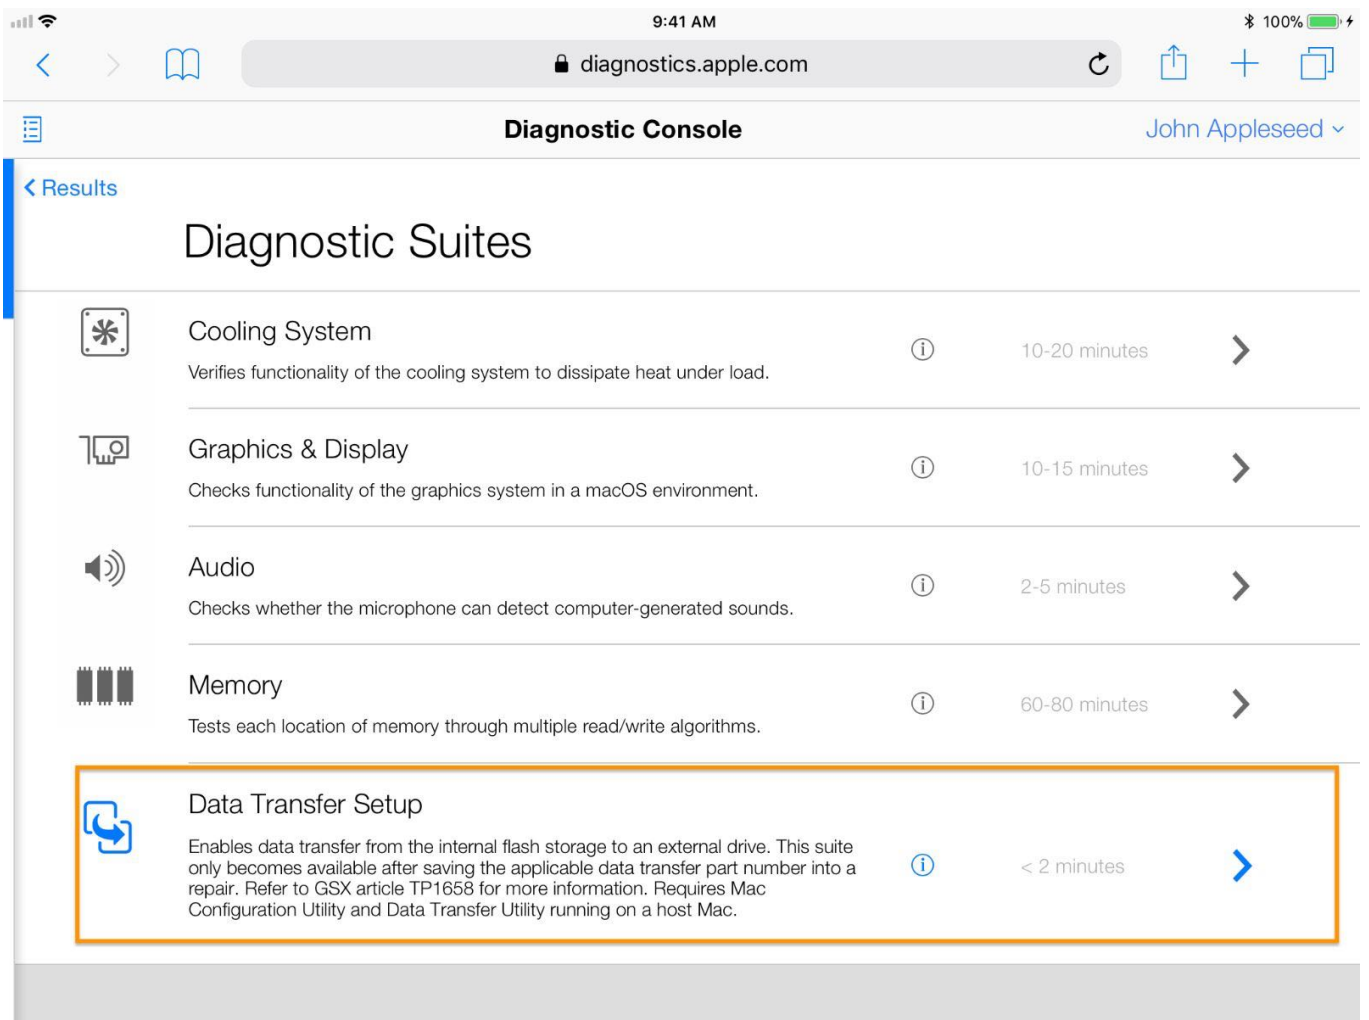 9:41 AM
100%
diagnostics.apple.com
Diagnostic Console
John Appleseed
Results
Diagnostic Suites
Cooling System
Verifies functionality of the cooling system to dissipate heat under load.
10-20 minutes
Graphics & Display
Checks functionality of the graphics system in a macOS environment.
10-15 minutes
Audio
Checks whether the microphone can detect computer-generated sounds.
2-5 minutes
Memory
Tests each location of memory through multiple read/write algorithms.
60-80 minutes
Data Transfer Setup
Enables data transfer from the internal flash storage to an external drive. This suite
only becomes available after saving the applicable data transfer part number into a
repair. Refer to GSX article TP1658 for more information. Requires Mac
Configuration Utility and Data Transfer Utility running on a host Mac.
< 2 minutes